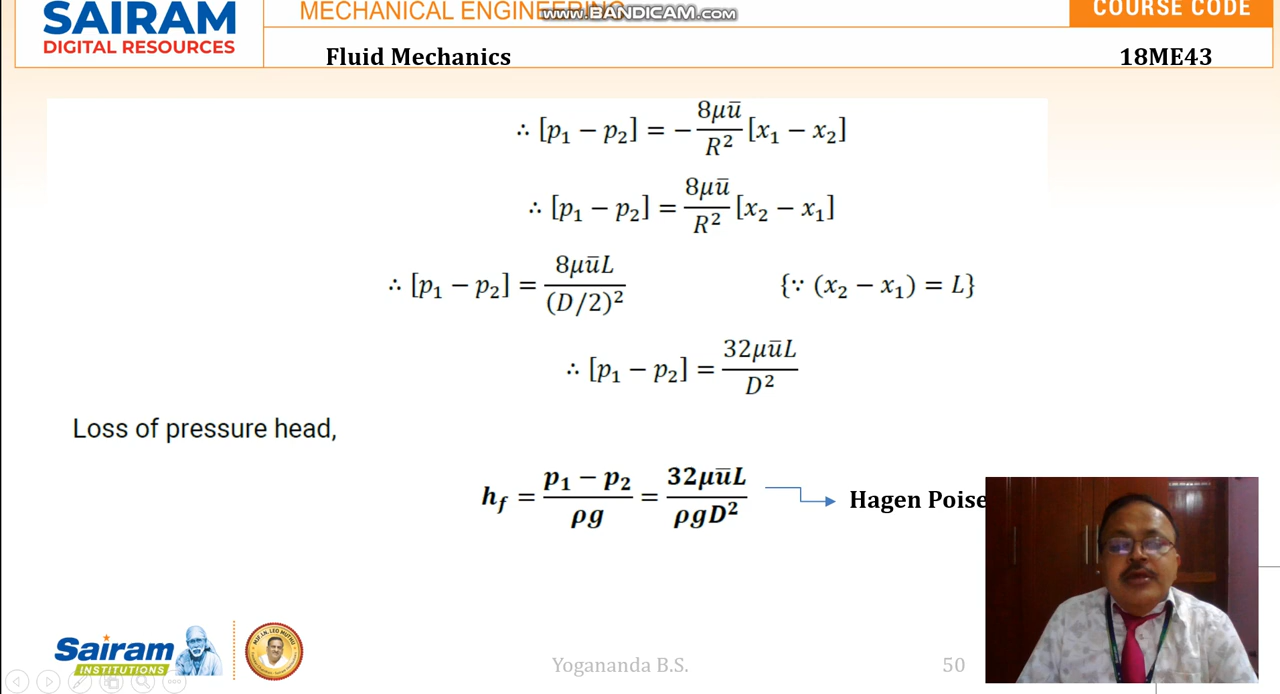 SAIRAM
DIGITAL RESOURCES
MECHANICAL ENGINEERING
www.BANDICAM.com
COURSE CODE
Fluid Mechanics
18ME43
∴ [p₁ − p₂] = − 8μū/R² [x₁ − x₂]
∴ [p₁ − p₂] = 8μū/R² [x₂ − x₁]
∴ [p₁ − p₂] = 8μūL/(D/2)² {∵ (x₂ − x₁) = L}
∴ [p₁ − p₂] = 32μūL/D²
Loss of pressure head,
h_f = (p₁ − p₂)/ρg = 32μūL/ρgD²
Hagen Poise
Sairam
INSTITUTIONS
Yogananda B.S.
50